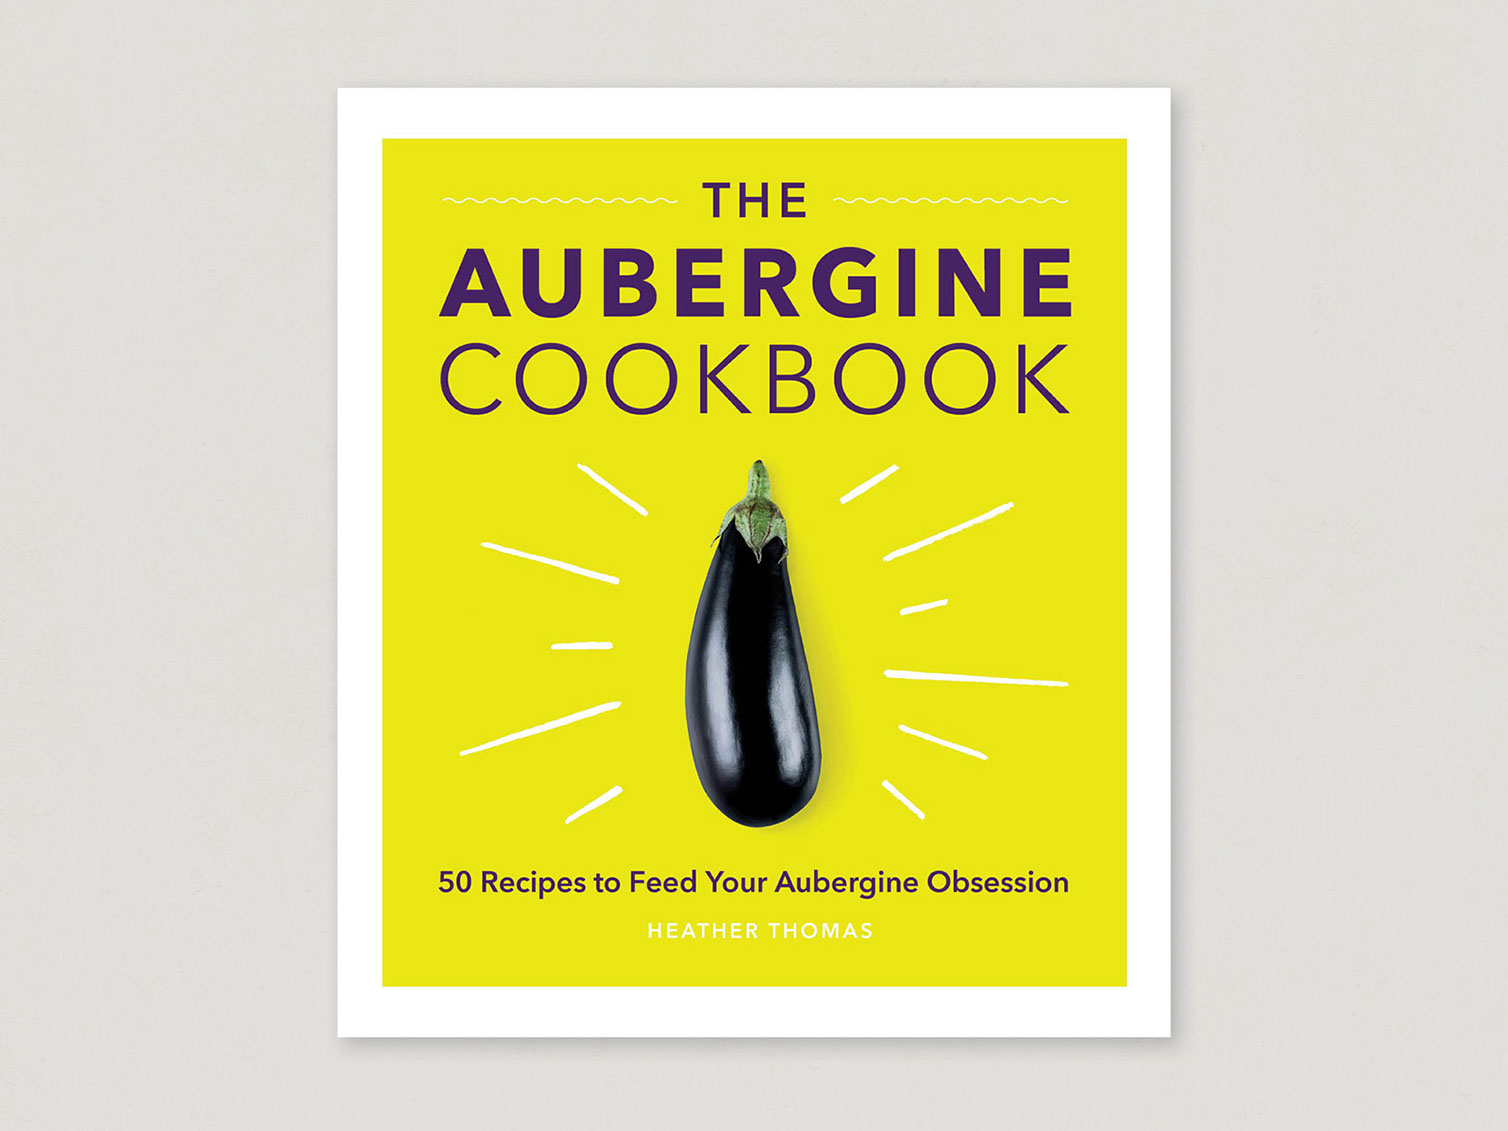 THE
AUBERGINE
COOKBOOK
50 Recipes to Feed Your Aubergine Obsession
HEATHER THOMAS